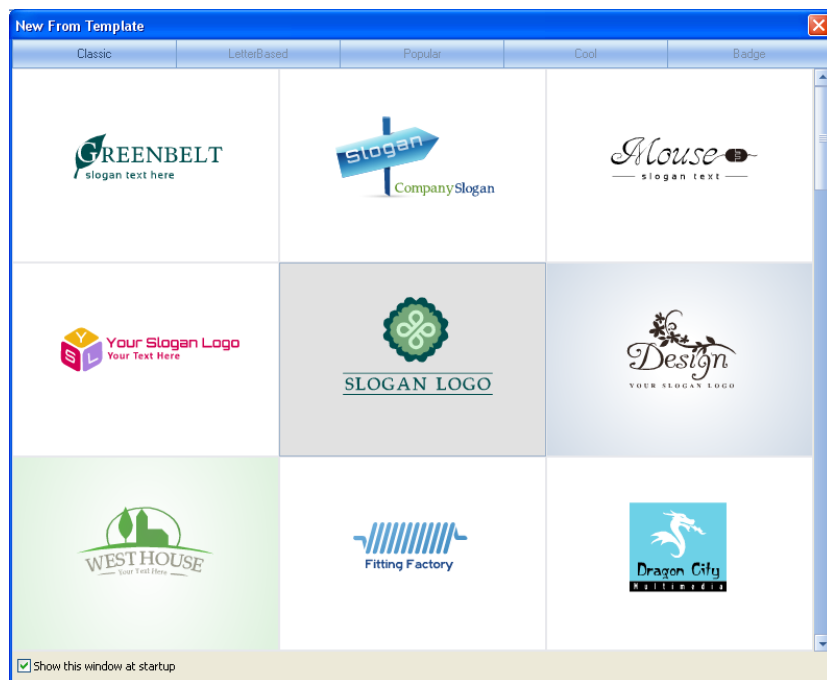 New From Template
Classic
LetterBased
Popular
Cool
Badge
GREENBELT
slogan text here
Slogan
CompanySlogan
Mouse
slogan text
Y
S L
Your Slogan Logo
Your Text Here
SLOGAN LOGO
Design
YOUR SLOGAN LOGO
WEST HOUSE
Your Text Here
Fitting Factory
Dragon City
Multimedia
Show this window at startup